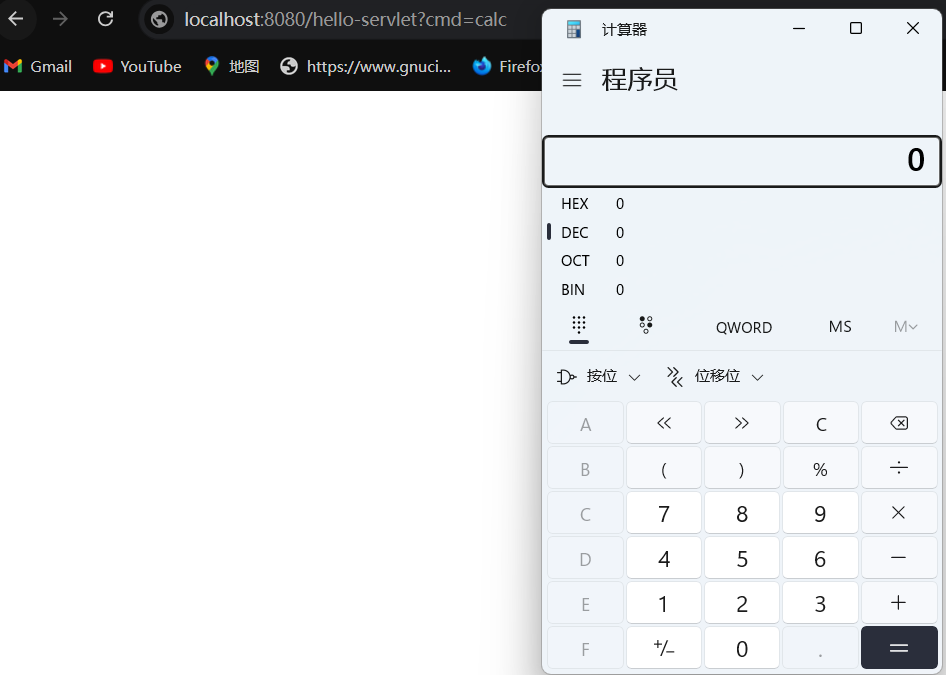 localhost:8080/hello-servlet?cmd=calc
Gmail YouTube 地图 https://www.gnuci... Firefo
计算器
程序员
0
HEX 0
DEC 0
OCT 0
BIN 0
QWORD MS M
按位 位移位
A << >> C
B ( ) % ÷
C 7 8 9 ×
D 4 5 6 −
E 1 2 3 +
F +/− 0 . =